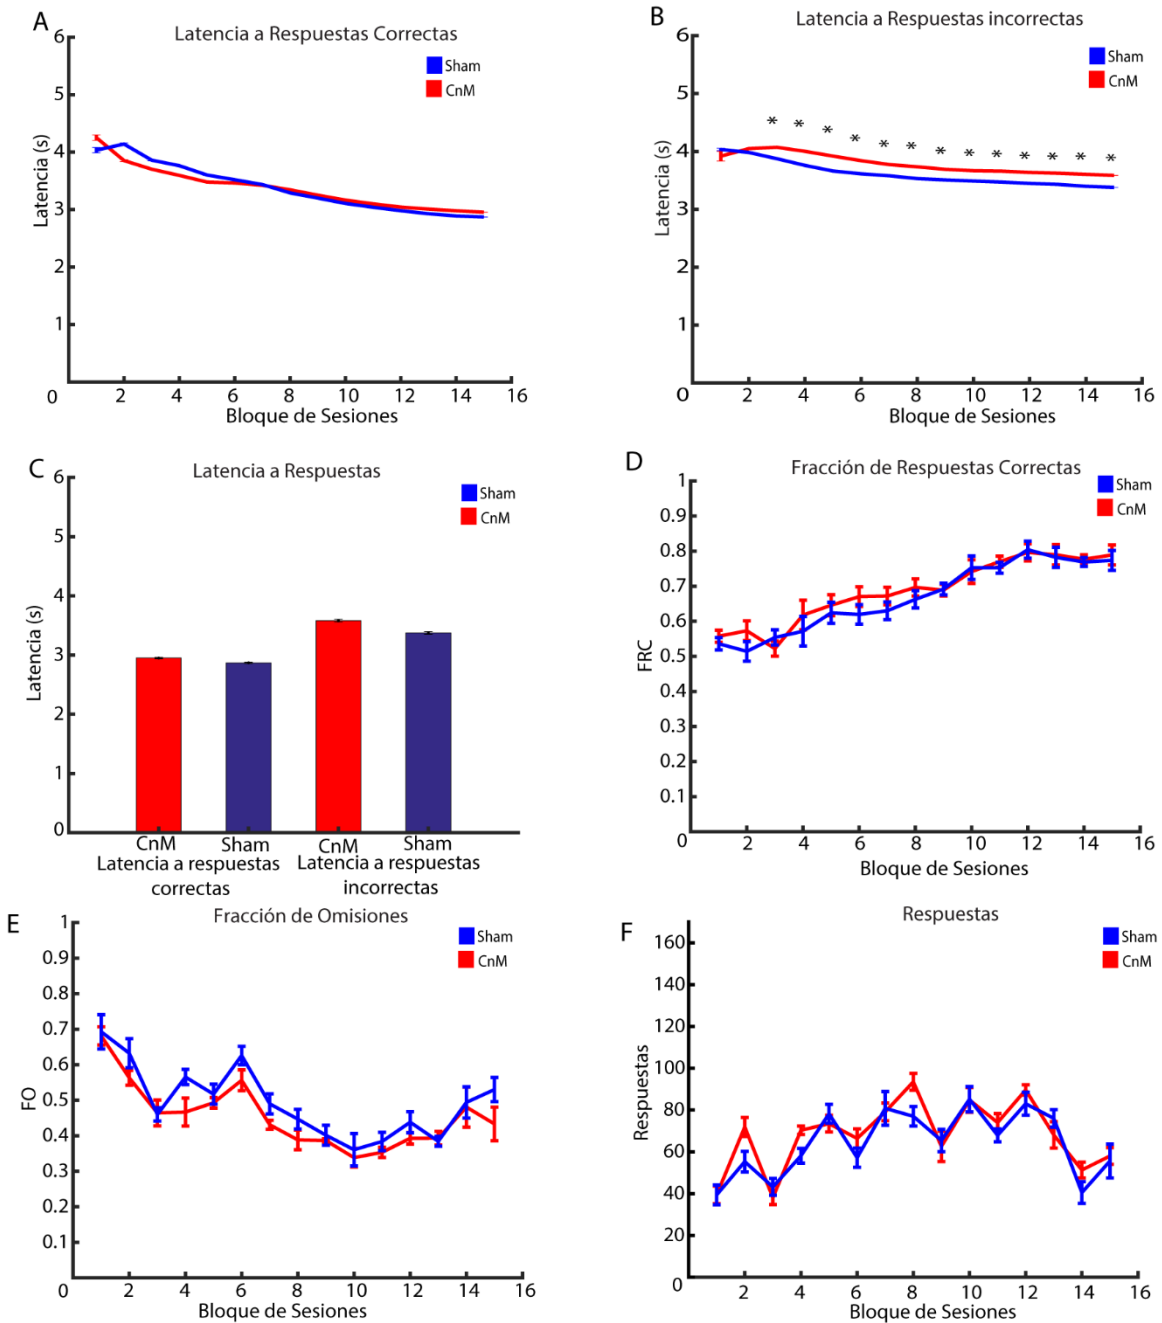 A
Latencia a Respuestas Correctas
Sham
CnM
6
5
4
3
2
1
0
Latencia (s)
2 4 6 8 10 12 14 16
Bloque de Sesiones
B
Latencia a Respuestas incorrectas
Sham
CnM
6
5
4
3
2
1
0
Latencia (s)
* * * * * * * * * * * * *
2 4 6 8 10 12 14 16
Bloque de Sesiones
C
Latencia a Respuestas
Sham
CnM
6
5
4
3
2
1
0
Latencia (s)
CnM Sham CnM Sham
Latencia a respuestas correctas
Latencia a respuestas incorrectas
D
Fracción de Respuestas Correctas
Sham
CnM
1
0.9
0.8
0.7
0.6
0.5
0.4
0.3
0.2
0.1
0
FRC
2 4 6 8 10 12 14 16
Bloque de Sesiones
E
Fracción de Omisiones
Sham
CnM
1
0.9
0.8
0.7
0.6
0.5
0.4
0.3
0.2
0.1
0
FO
2 4 6 8 10 12 14 16
Bloque de Sesiones
F
Respuestas
Sham
CnM
160
140
120
100
80
60
40
20
0
Respuestas
2 4 6 8 10 12 14 16
Bloque de Sesiones